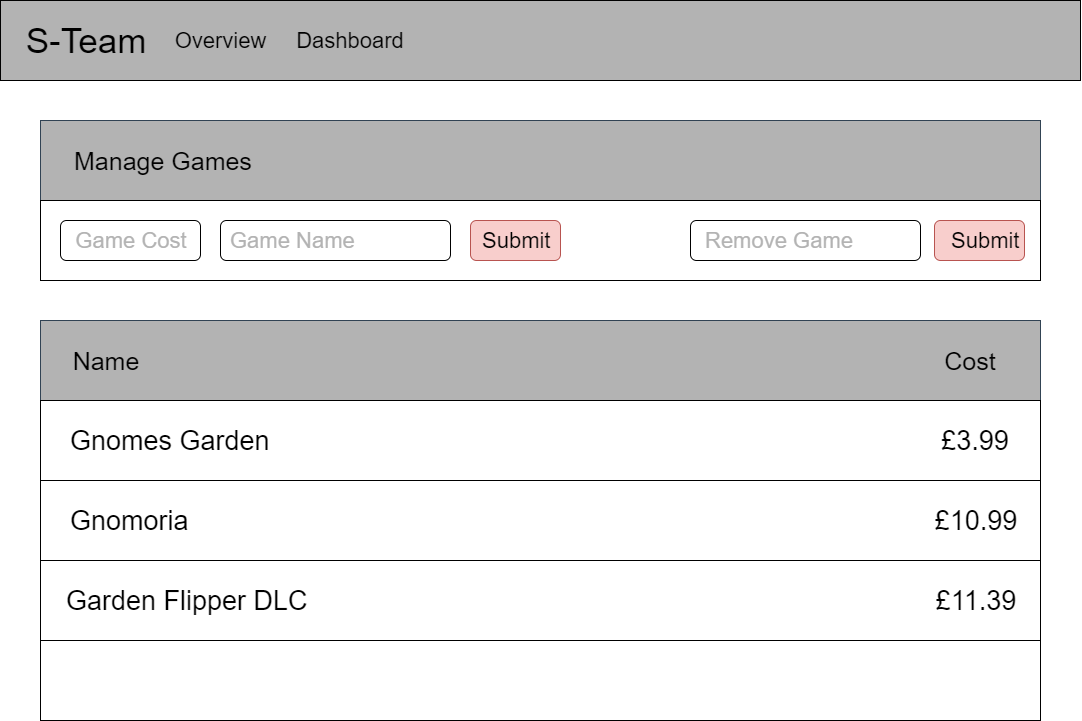 S-Team Overview Dashboard
Manage Games
Game Cost Game Name Submit Remove Game Submit
Name Cost
Gnomes Garden £3.99
Gnomoria £10.99
Garden Flipper DLC £11.39